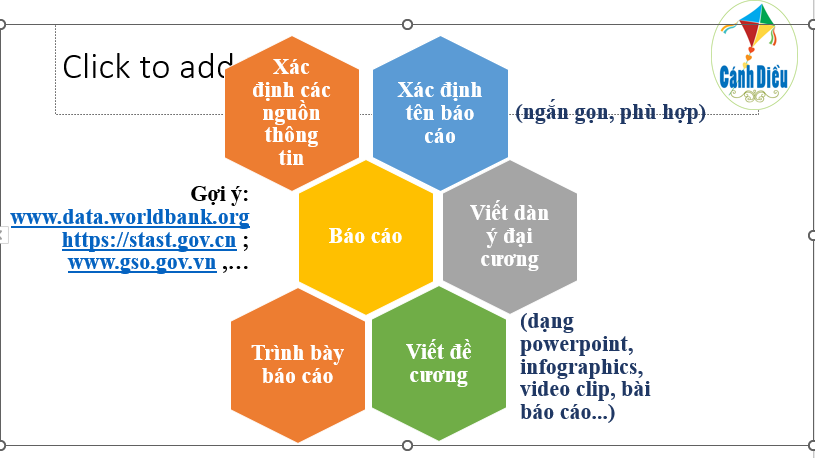 Click to add
Cánh Diều
Xác
định các
nguồn
thông
tin
Xác định
tên báo
cáo
(ngắn gọn, phù hợp)
Gợi ý:
www.data.worldbank.org
https://stast.gov.cn ;
www.gso.gov.vn ,…
Báo cáo
Viết dàn
ý đại
cương
Trình bày
báo cáo
Viết đề
cương
(dạng
powerpoint,
infographics,
video clip, bài
báo cáo...)